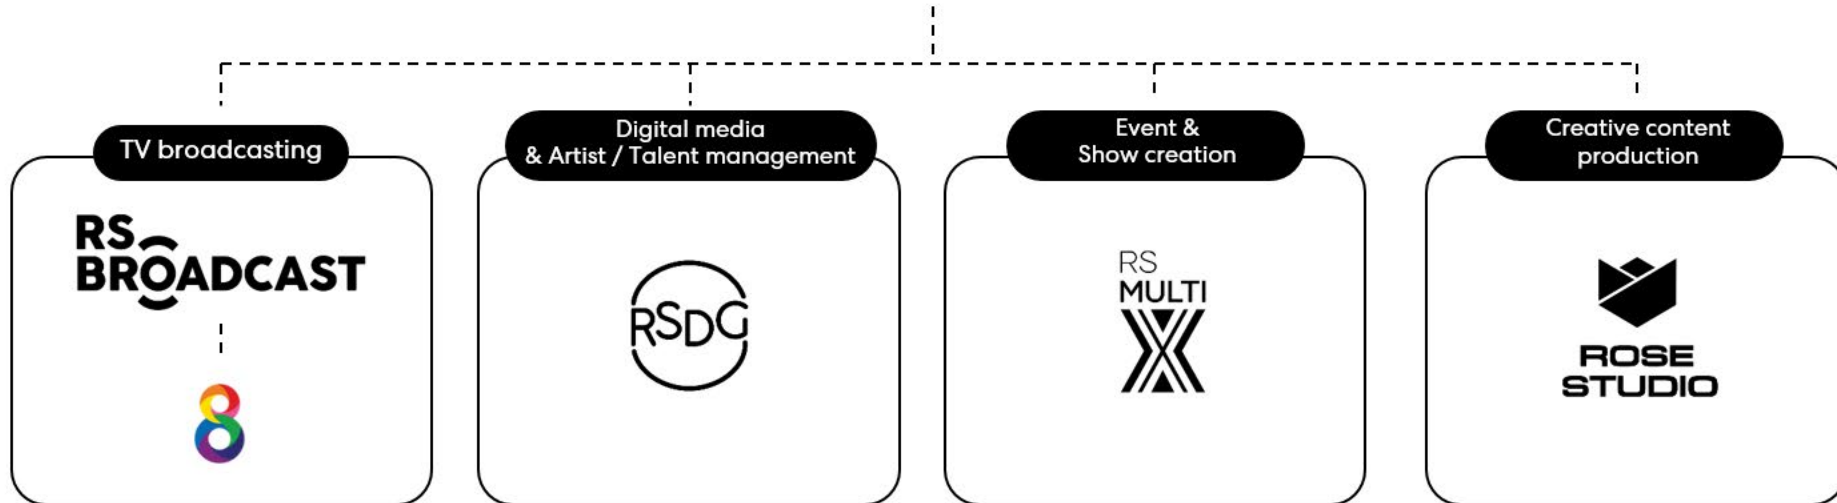 TV broadcasting
RS
BROADCAST
8
Digital media
& Artist / Talent management
RSDG
Event &
Show creation
RS
MULTI
X
Creative content
production
ROSE
STUDIO